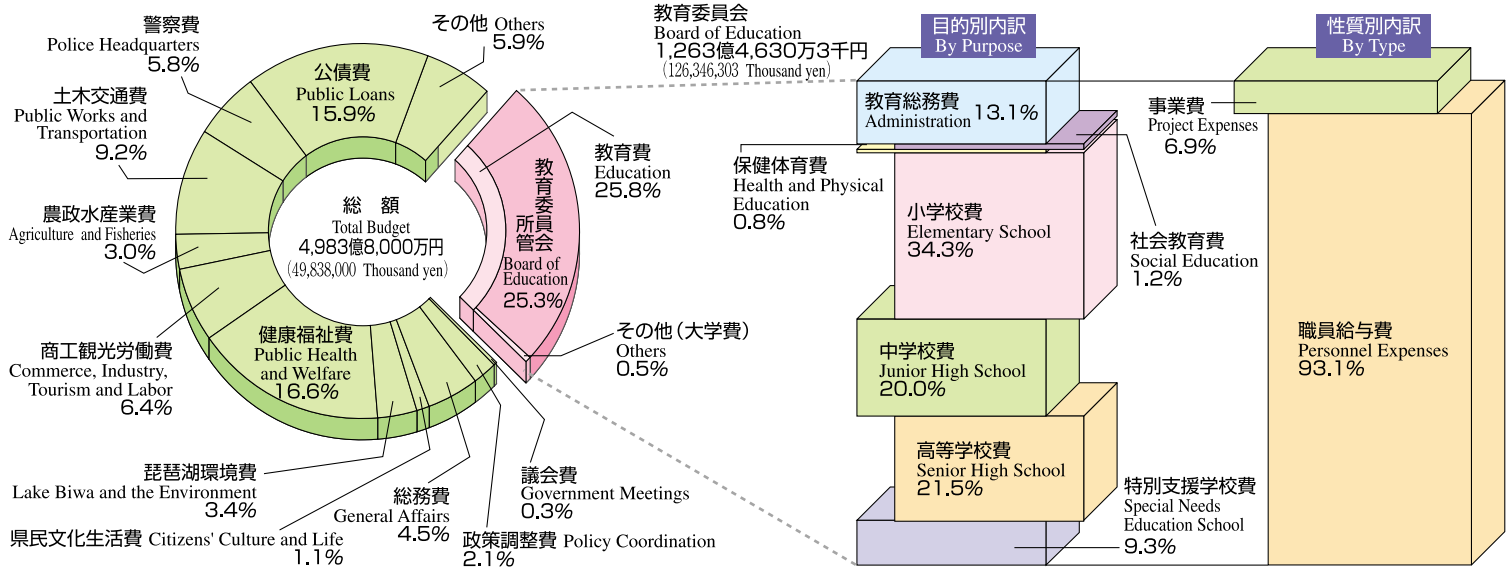 警察費
Police Headquarters
5.8%
その他 Others
5.9%
公債費
Public Loans
15.9%
土木交通費
Public Works and
Transportation
9.2%
農政水産業費
Agriculture and Fisheries
3.0%
商工観光労働費
Commerce, Industry,
Tourism and Labor
6.4%
健康福祉費
Public Health
and Welfare
16.6%
琵琶湖環境費
Lake Biwa and the Environment
3.4%
県民文化生活費 Citizens' Culture and Life
1.1%
総務費
General Affairs
4.5%
政策調整費 Policy Coordination
2.1%
議会費
Government Meetings
0.3%
総 額
Total Budget
4,983億8,000万円
(49,838,000 Thousand yen)
教育費
Education
25.8%
教育委員会所管
Board of
Education
25.3%
その他(大学費)
Others
0.5%
教育委員会
Board of Education
1,263億4,630万3千円
(126,346,303 Thousand yen)
目的別内訳
By Purpose
教育総務費
Administration
13.1%
保健体育費
Health and Physical
Education
0.8%
社会教育費
Social Education
1.2%
小学校費
Elementary School
34.3%
中学校費
Junior High School
20.0%
高等学校費
Senior High School
21.5%
特別支援学校費
Special Needs
Education School
9.3%
性質別内訳
By Type
事業費
Project Expenses
6.9%
職員給与費
Personnel Expenses
93.1%